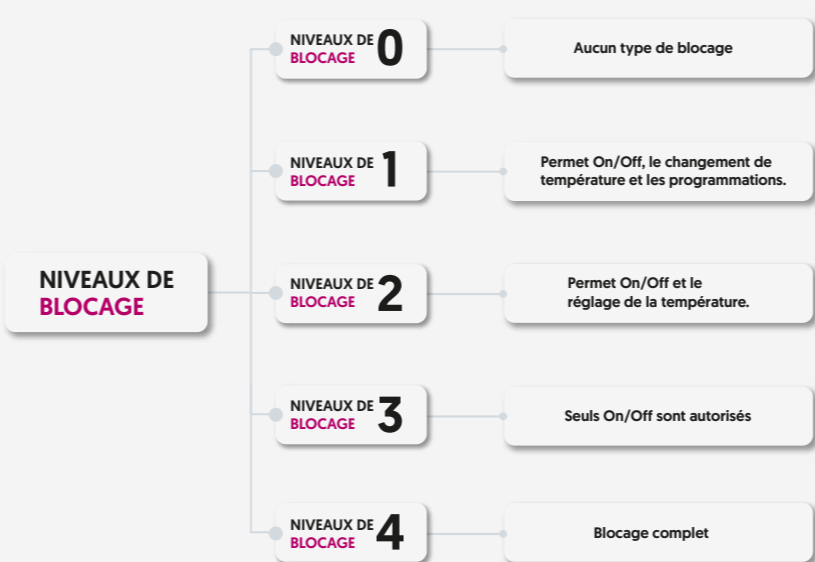 NIVEAUX DE
BLOCAGE
NIVEAUX DE
BLOCAGE
0
Aucun type de blocage
NIVEAUX DE
BLOCAGE
1
Permet On/Off, le changement de
température et les programmations.
NIVEAUX DE
BLOCAGE
2
Permet On/Off et le
réglage de la température.
NIVEAUX DE
BLOCAGE
3
Seuls On/Off sont autorisés
NIVEAUX DE
BLOCAGE
4
Blocage complet